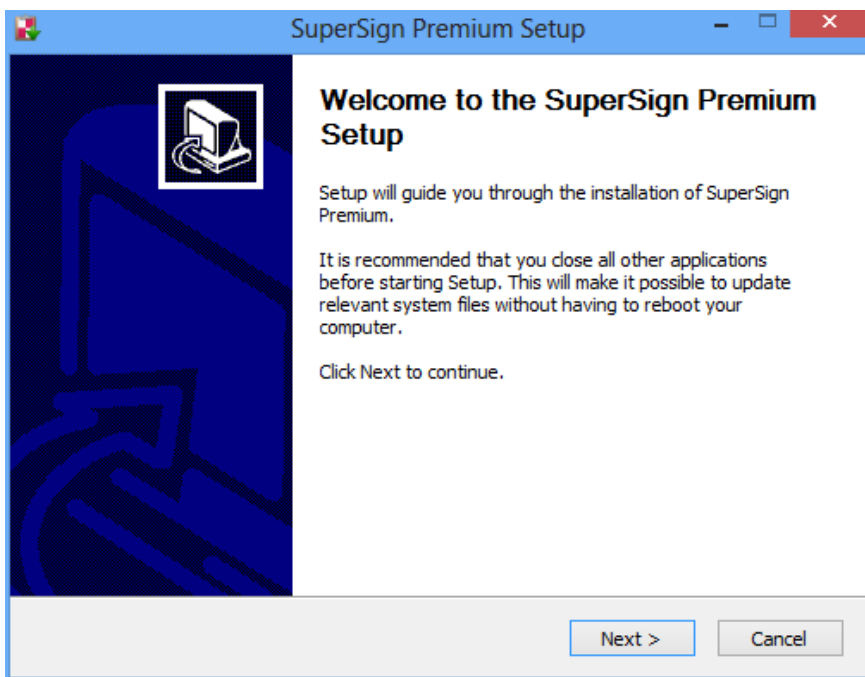 SuperSign Premium Setup
Welcome to the SuperSign Premium
Setup
Setup will guide you through the installation of SuperSign
Premium.
It is recommended that you close all other applications
before starting Setup. This will make it possible to update
relevant system files without having to reboot your
computer.
Click Next to continue.
Next >
Cancel